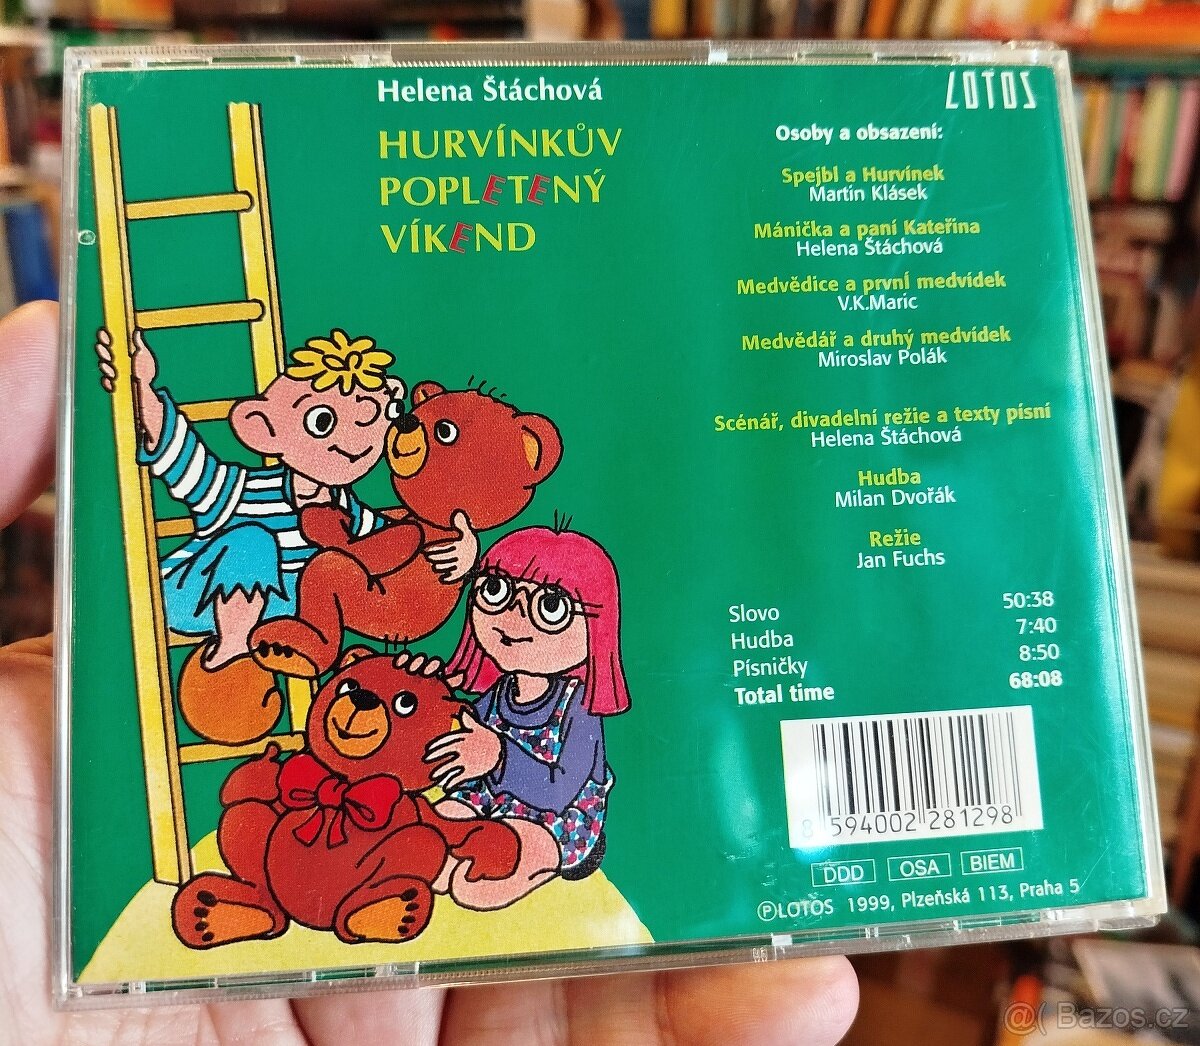 Helena Štáchová
HURVÍNKŮV
POPLETENÝ
VÍKEND
LOTOS
Osoby a obsazení:
Spejbl a Hurvínek
Martin Klásek
Mánička a paní Kateřina
Helena Štáchová
Medvědice a první medvídek
V.K.Maric
Medvědář a druhý medvídek
Miroslav Polák
Scénář, divadelní režie a texty písní
Helena Štáchová
Hudba
Milan Dvořák
Režie
Jan Fuchs
Slovo 50:38
Hudba 7:40
Písničky 8:50
Total time 68:08
8 594002 281298
DDD OSA BIEM
ⓅLOTOS 1999, Plzeňská 113, Praha 5
@( Bazos.cz